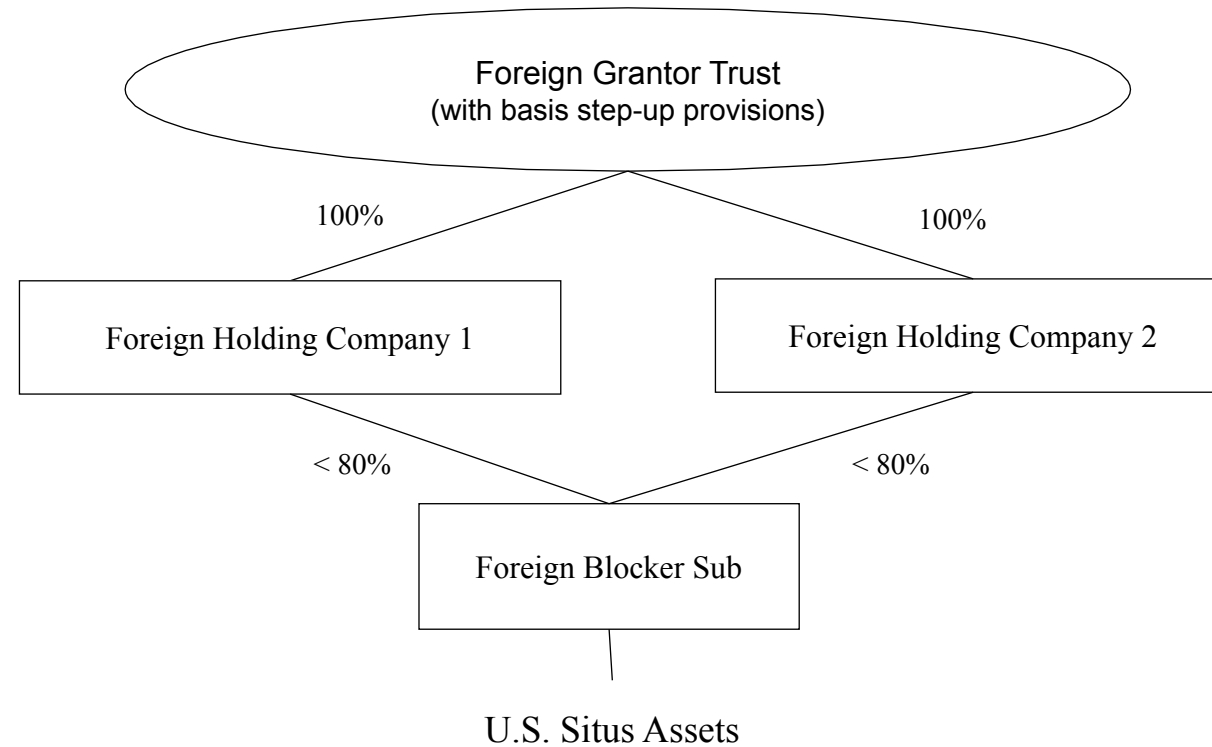 Foreign Grantor Trust
(with basis step-up provisions)
100%
100%
Foreign Holding Company 1
Foreign Holding Company 2
< 80%
< 80%
Foreign Blocker Sub
U.S. Situs Assets